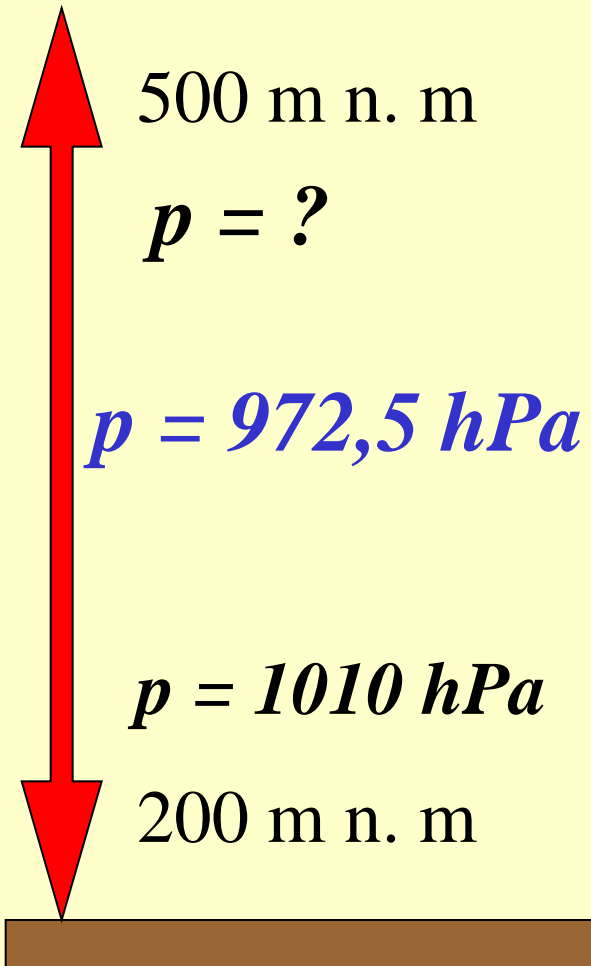 500 m n. m
p = ?
p = 972,5 hPa
p = 1010 hPa
200 m n. m